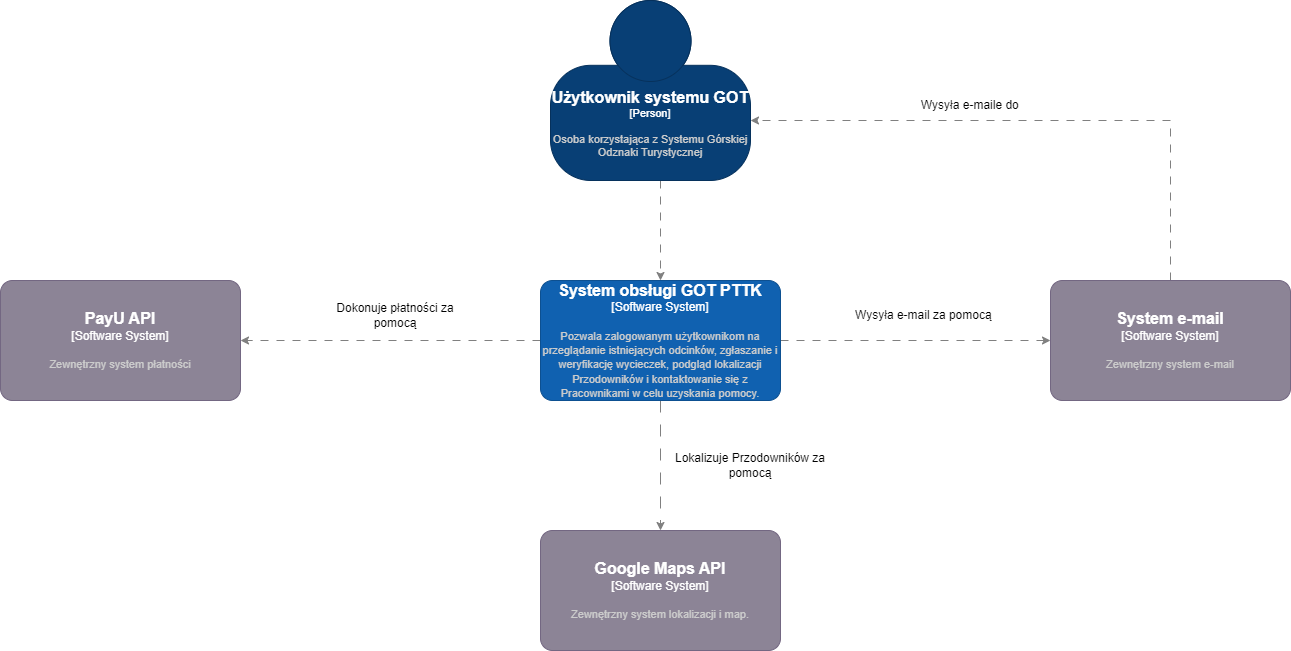 Użytkownik systemu GOT
[Person]
Osoba korzystająca z Systemu Górskiej
Odznaki Turystycznej
Wysyła e-maile do
PayU API
[Software System]
Zewnętrzny system płatności
Dokonuje płatności za
pomocą
System obsługi GOT PTTK
[Software System]
Pozwala zalogowanym użytkownikom na
przeglądanie istniejących odcinków, zgłaszanie i
weryfikację wycieczek, podgląd lokalizacji
Przodowników i kontaktowanie się z
Pracownikami w celu uzyskania pomocy.
Wysyła e-mail za pomocą
System e-mail
[Software System]
Zewnętrzny system e-mail
Lokalizuje Przodowników za
pomocą
Google Maps API
[Software System]
Zewnętrzny system lokalizacji i map.